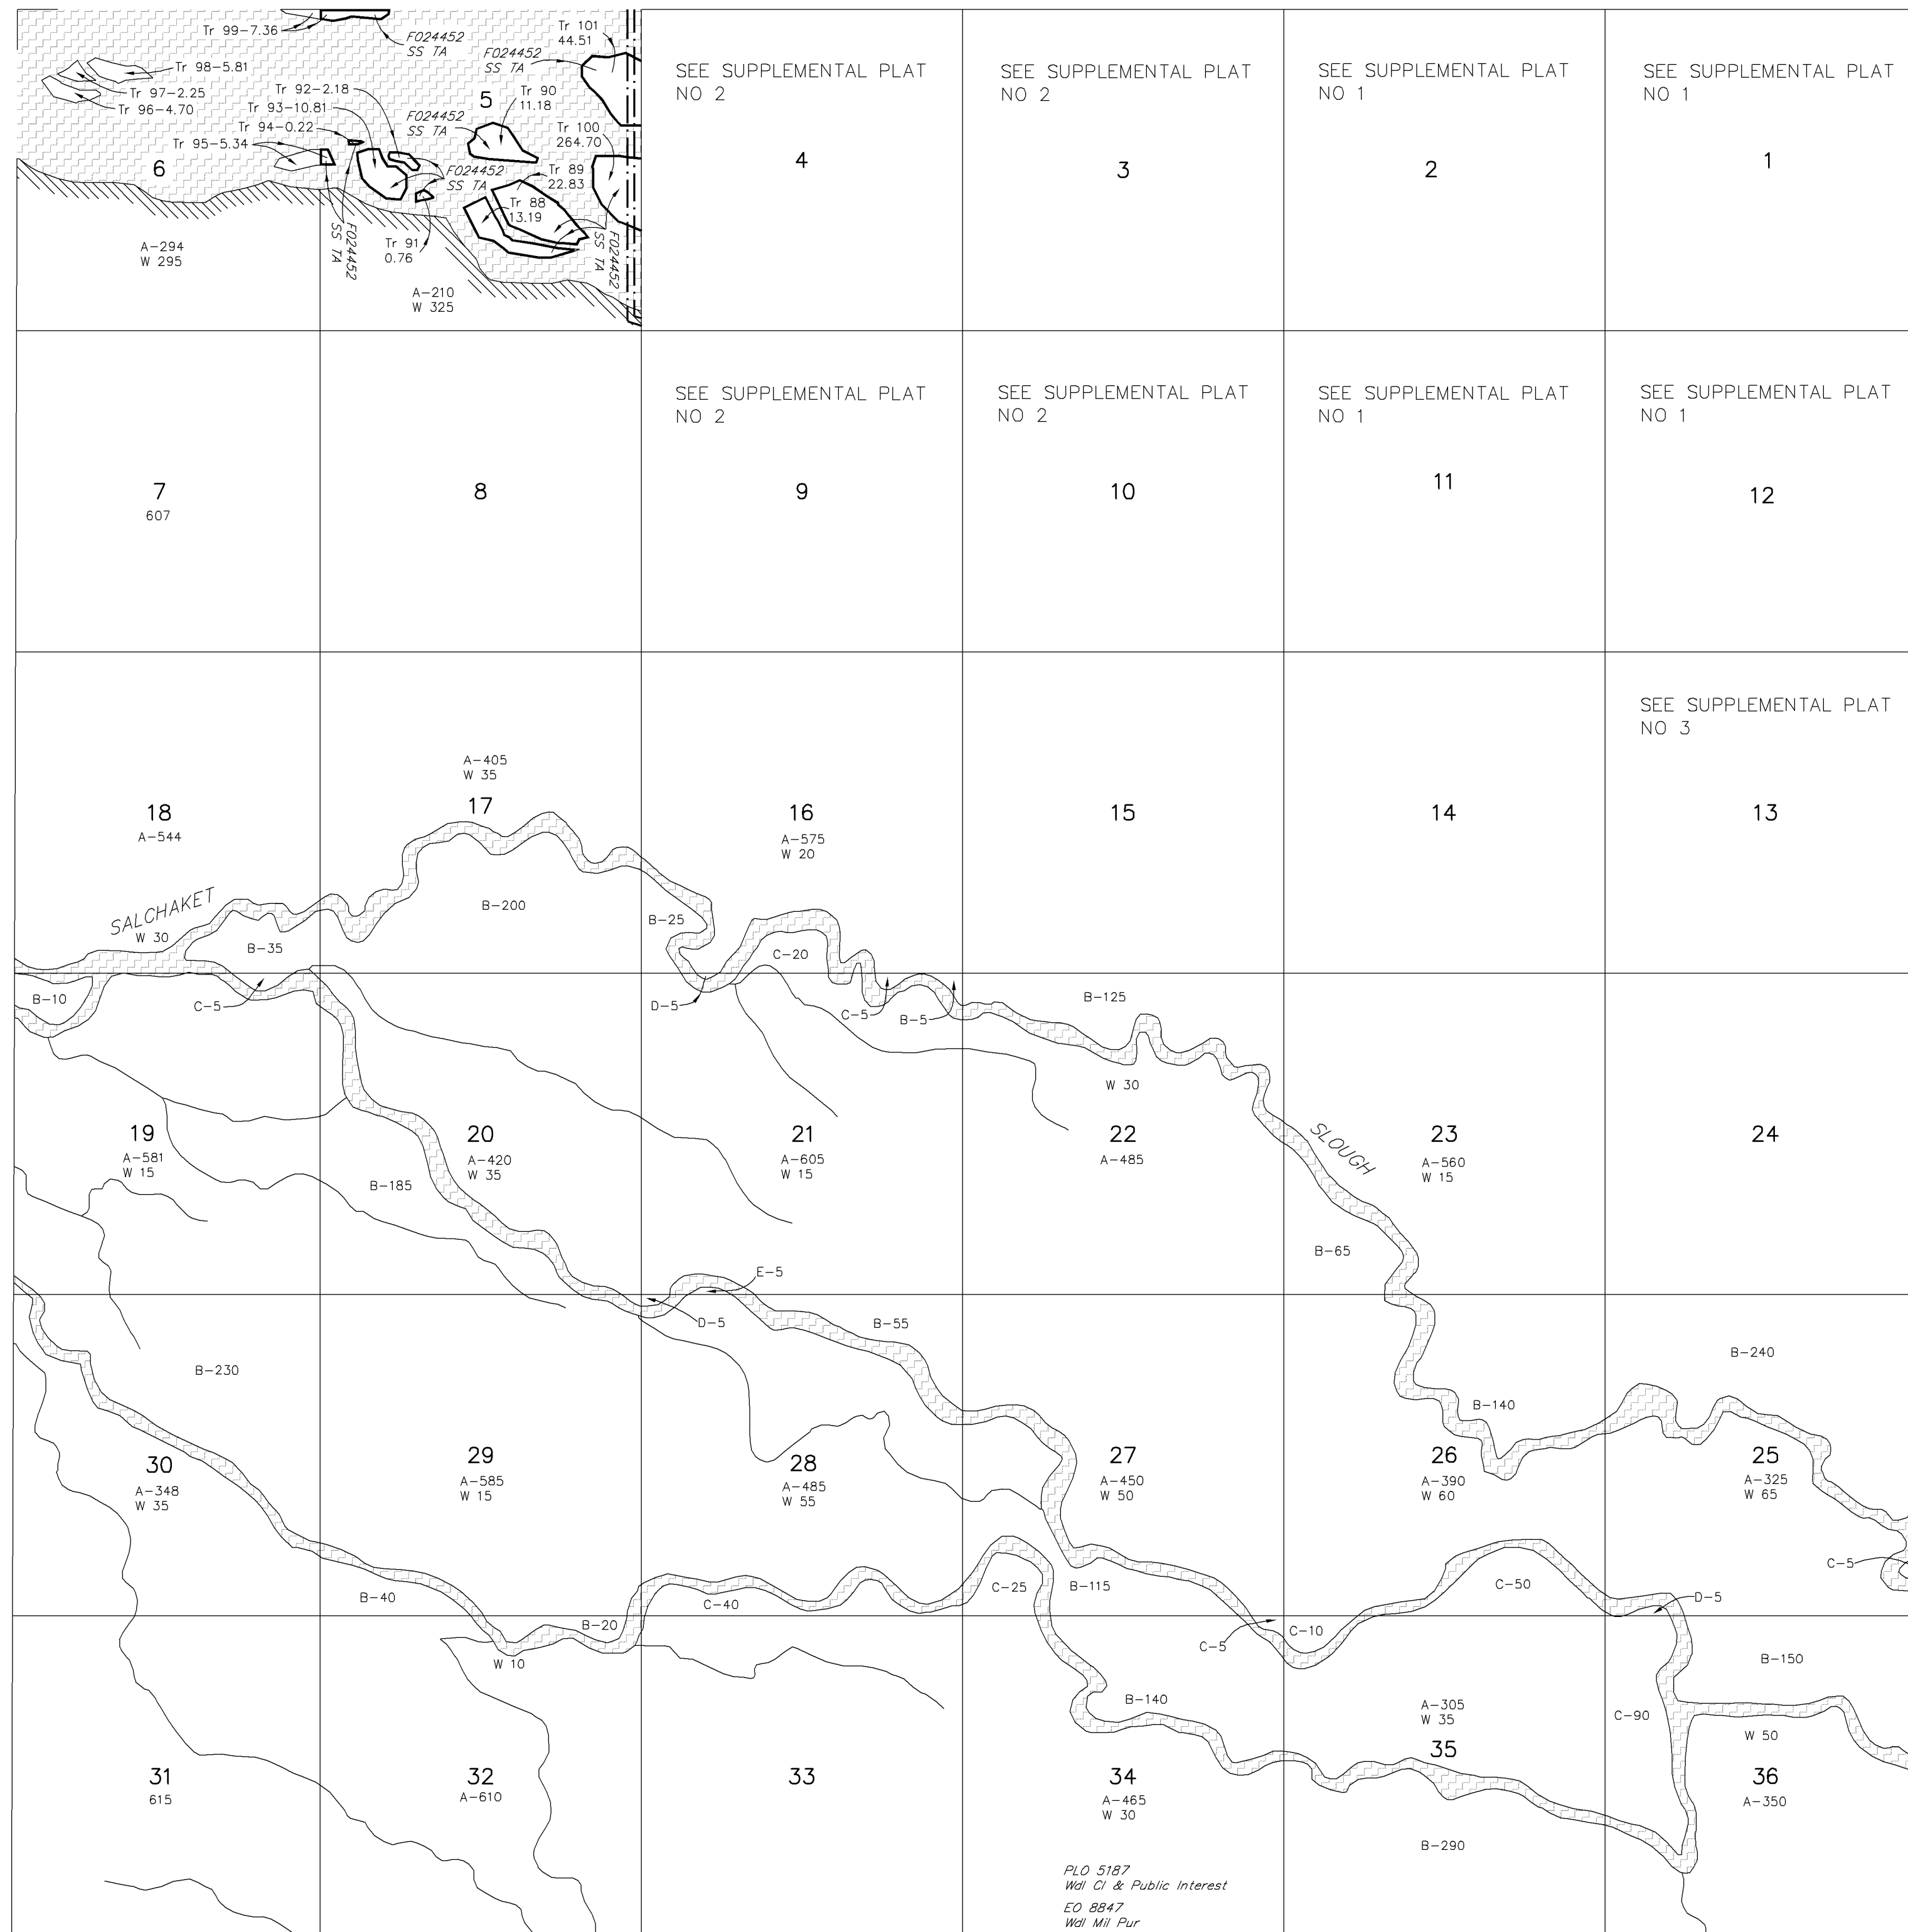 Tr 99-7.36
F024452
SS TA
F024452
SS TA
Tr 101
44.51
Tr 98-5.81
Tr 97-2.25
Tr 96-4.70
Tr 92-2.18
Tr 93-10.81
Tr 94-0.22
Tr 95-5.34
5
Tr 90
11.18
F024452
SS TA
Tr 100
264.70
6
F024452
SS TA
Tr 89
22.83
Tr 88
13.19
F024452
SS TA
Tr 91
0.76
F024452
SS TA
A-294
W 295
A-210
W 325
SEE SUPPLEMENTAL PLAT
NO 2
4
SEE SUPPLEMENTAL PLAT
NO 2
3
SEE SUPPLEMENTAL PLAT
NO 1
2
SEE SUPPLEMENTAL PLAT
NO 1
1
7
607
8
SEE SUPPLEMENTAL PLAT
NO 2
9
SEE SUPPLEMENTAL PLAT
NO 2
10
SEE SUPPLEMENTAL PLAT
NO 1
11
SEE SUPPLEMENTAL PLAT
NO 1
12
18
A-544
SALCHAKET
W 30
B-35
A-405
W 35
17
B-200
16
A-575
W 20
B-25
C-20
15
14
SEE SUPPLEMENTAL PLAT
NO 3
13
B-10
C-5
19
A-581
W 15
20
A-420
W 35
B-185
D-5
C-5
B-5
21
A-605
W 15
E-5
B-125
W 30
22
A-485
SLOUGH
23
A-560
W 15
B-65
24
B-230
30
A-348
W 35
29
A-585
W 15
B-40
B-20
D-5
B-55
28
A-485
W 55
C-40
27
A-450
W 50
C-25
B-115
B-140
26
A-390
W 60
C-50
B-240
25
A-325
W 65
C-5
D-5
31
615
W 10
32
A-610
33
C-5
B-140
34
A-465
W 30
PLO 5187
Wdl Cl & Public Interest
EO 8847
Wdl Mil Pur
C-10
A-305
W 35
35
B-290
B-150
C-90
W 50
36
A-350